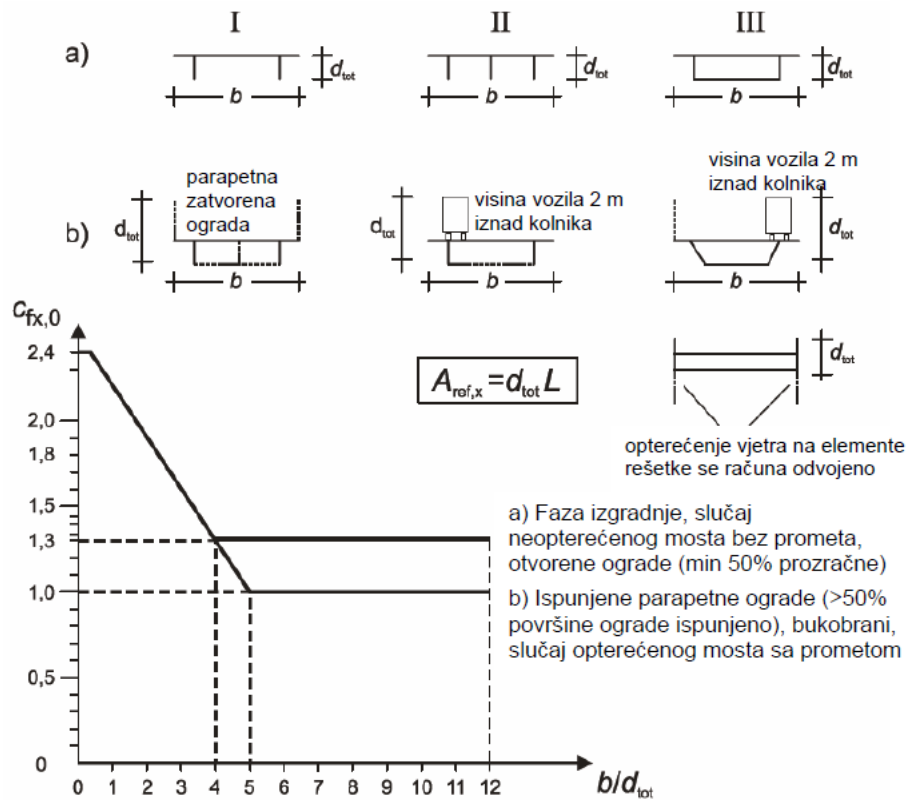 I II III
a)
d_tot d_tot d_tot
b b b
b)
parapetna
zatvorena
ograda
visina vozila 2 m
iznad kolnika
visina vozila 2 m
iznad kolnika
d_tot d_tot d_tot
b b b
d_tot
A_ref,x = d_tot L
opterećenje vjetra na elemente
rešetke se računa odvojeno
a) Faza izgradnje, slučaj
neopterećenog mosta bez prometa,
otvorene ograde (min 50% prozračne)
b) Ispunjene parapetne ograde (>50%
površine ograde ispunjeno), bukobrani,
slučaj opterećenog mosta sa prometom
c_fx,0
2,4
2,0
1,8
1,5
1,3
1,0
0,5
0
0 1 2 3 4 5 6 7 8 9 10 11 12
b/d_tot